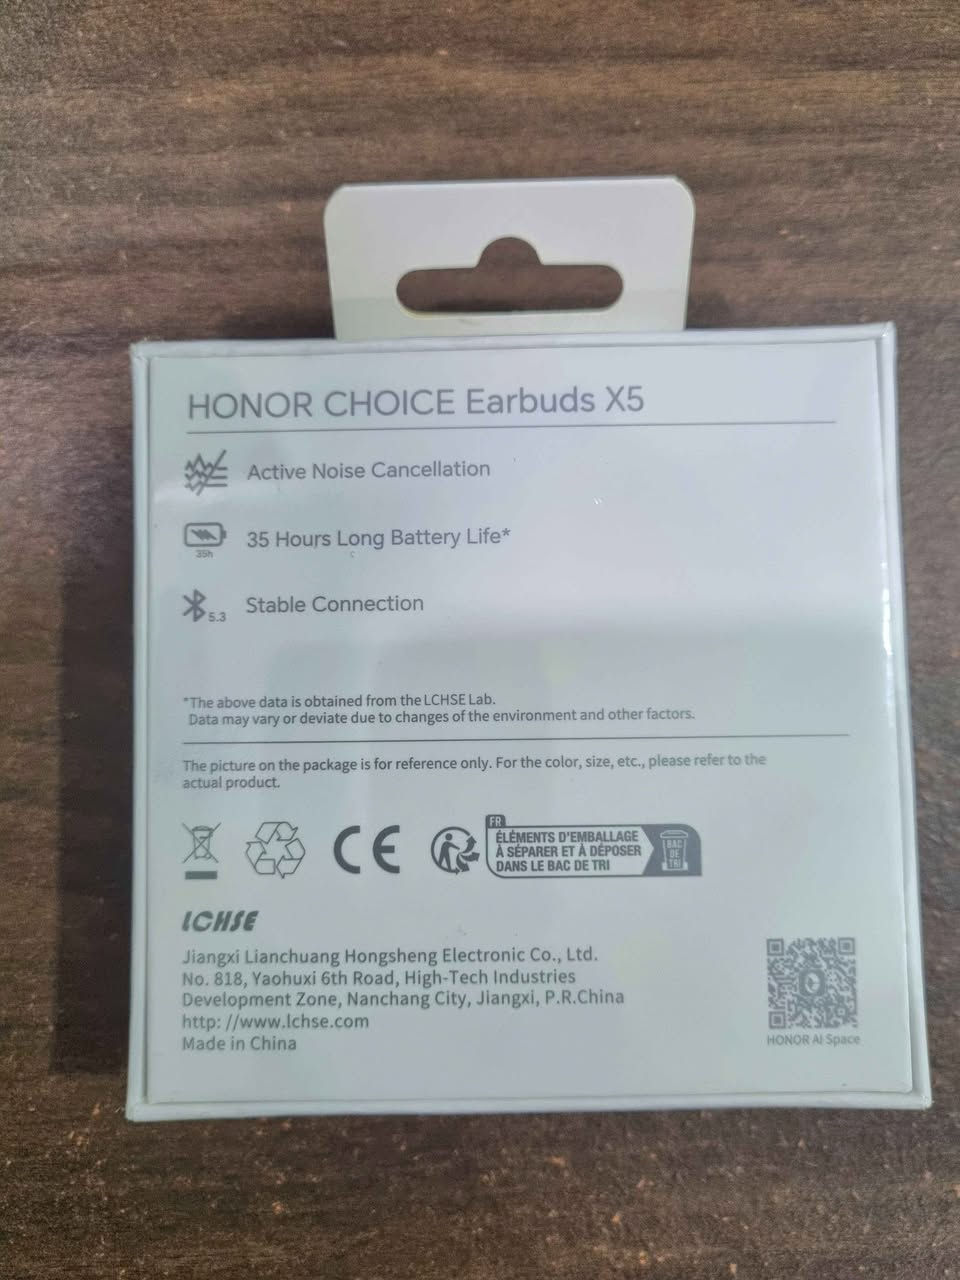 HONOR CHOICE Earbuds X5
Active Noise Cancellation
35h
35 Hours Long Battery Life*
5.3
Stable Connection
*The above data is obtained from the LCHSE Lab.
Data may vary or deviate due to changes of the environment and other factors.
The picture on the package is for reference only. For the color, size, etc., please refer to the
actual product.
CE
FR
ÉLÉMENTS D'EMBALLAGE
À SÉPARER ET À DÉPOSER
DANS LE BAC DE TRI
BAC
DE
TRI
LCHSE
Jiangxi Lianchuang Hongsheng Electronic Co., Ltd.
No. 818, Yaohuxi 6th Road, High-Tech Industries
Development Zone, Nanchang City, Jiangxi, P.R.China
http: //www.lchse.com
Made in China
HONOR AI Space